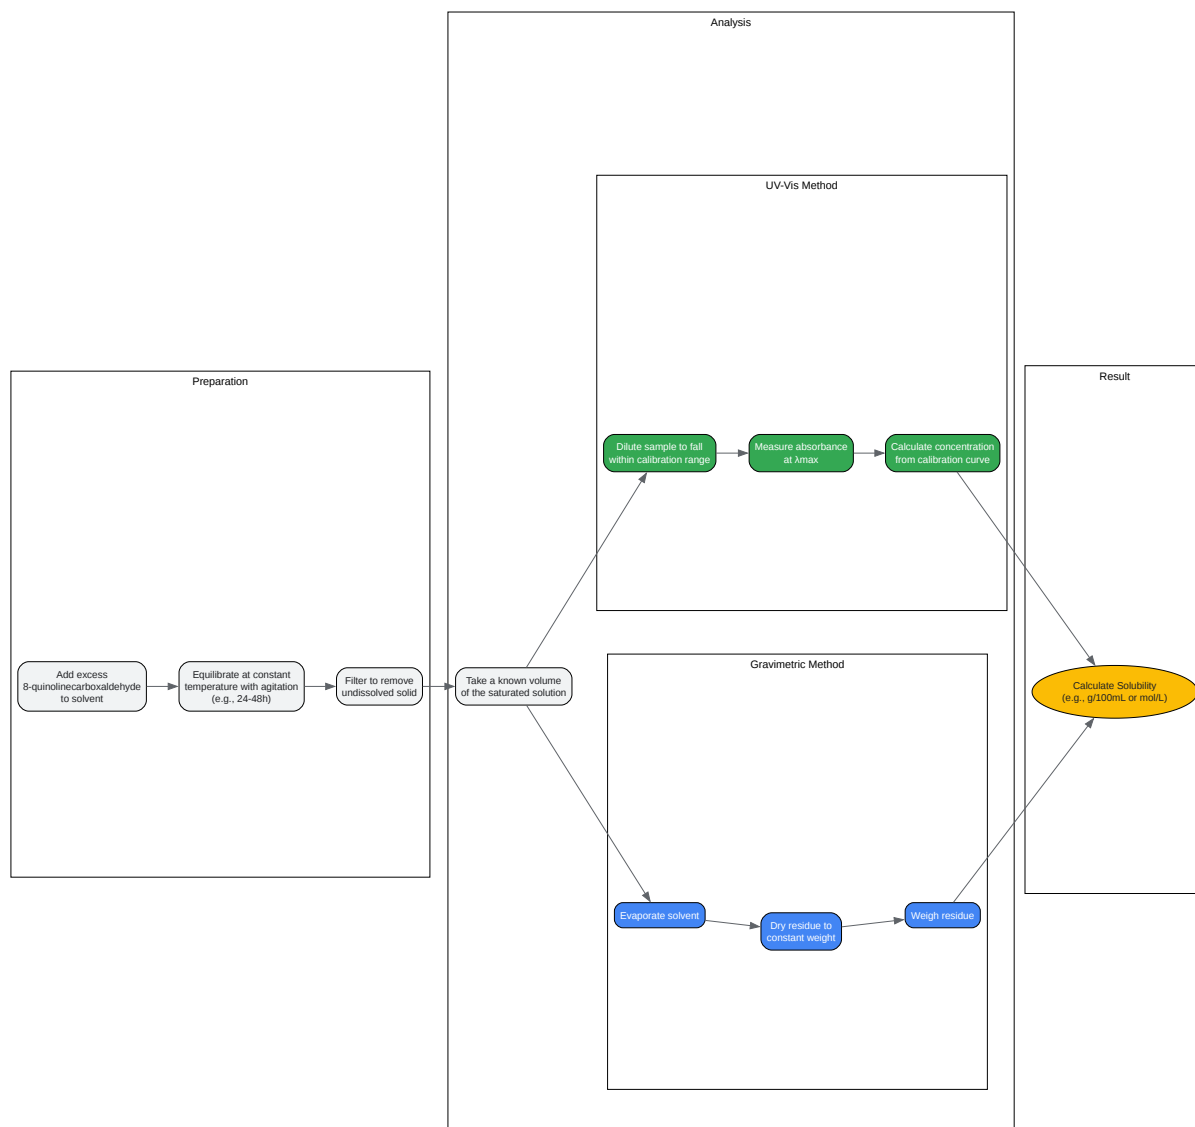 Analysis
UV-Vis Method
Dilute sample to fall
within calibration range
Measure absorbance
at λmax
Calculate concentration
from calibration curve
Preparation
Add excess
8-quinolinecarboxaldehyde
to solvent
Equilibrate at constant
temperature with agitation
(e.g., 24-48h)
Filter to remove
undissolved solid
Take a known volume
of the saturated solution
Gravimetric Method
Evaporate solvent
Dry residue to
constant weight
Weigh residue
Result
Calculate Solubility
(e.g., g/100mL or mol/L)